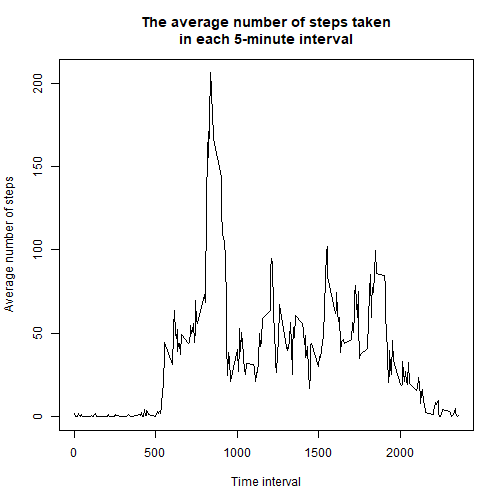 The average number of steps taken
in each 5-minute interval
Average number of steps
200
150
100
50
0
0 500 1000 1500 2000
Time interval